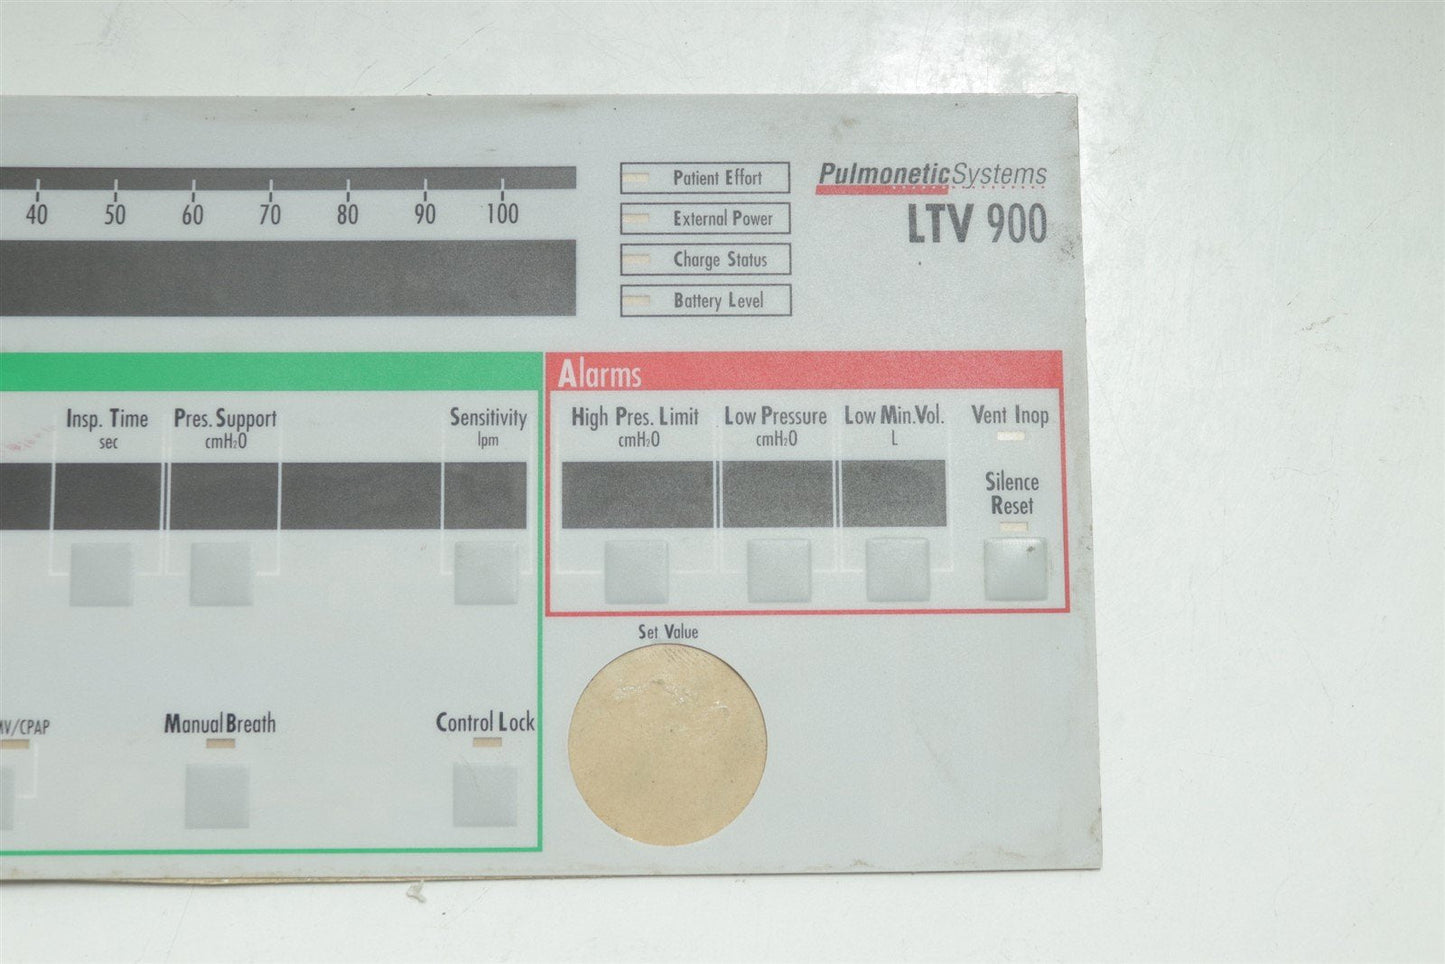 40 50 60 70 80 90 100
Patient Effort
External Power
Charge Status
Battery Level
PulmoneticSystems
LTV 900
Insp. Time
sec
Pres. Support
cmH₂O
Sensitivity
lpm
Alarms
High Pres. Limit
cmH₂O
Low Pressure
cmH₂O
Low Min. Vol.
L
Vent Inop
Silence
Reset
Set Value
/CPAP
Manual Breath
Control Lock